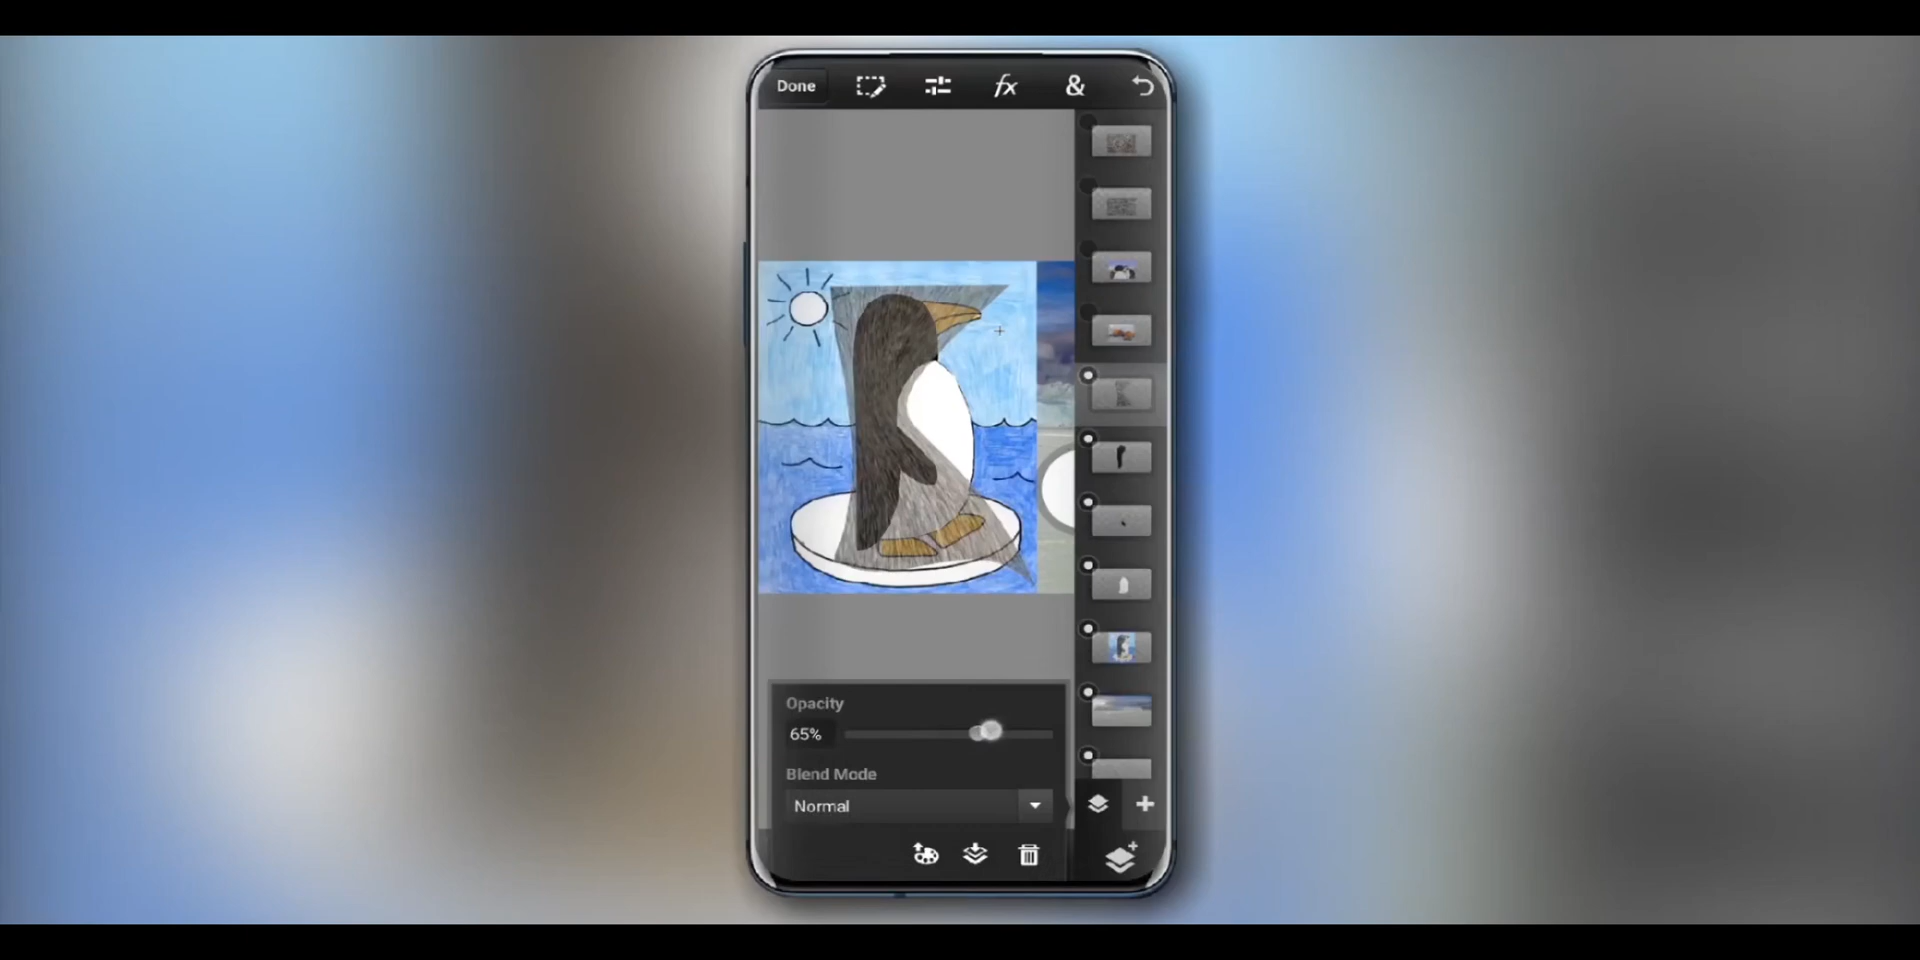 Done fx &
Opacity
65%
Blend Mode
Normal